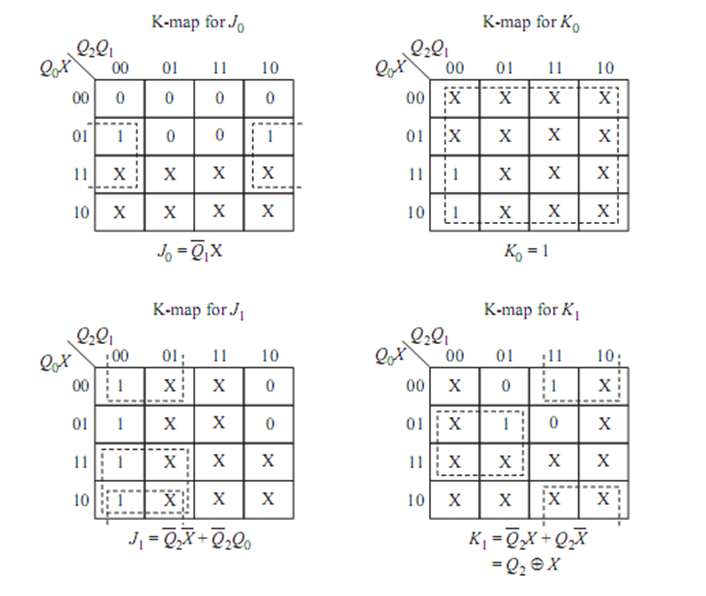 K-map for J₀
Q₂Q₁
Q₀X 00 01 11 10
00 0 0 0 0
01 1 0 0 1
11 X X X X
10 X X X X
J₀ = Q̅₁X
K-map for K₀
Q₂Q₁
Q₀X 00 01 11 10
00 X X X X
01 X X X X
11 1 X X X
10 1 X X X
K₀ = 1
K-map for J₁
Q₂Q₁
Q₀X 00 01 11 10
00 1 X X 0
01 1 X X 0
11 1 X X X
10 1 X X X
J₁ = Q̅₂X̅ + Q̅₂Q₀
K-map for K₁
Q₂Q₁
Q₀X 00 01 11 10
00 X 0 1 X
01 X 1 0 X
11 X X X X
10 X X X X
K₁ = Q̅₂X + Q₂X̅
= Q₂ ⊕ X